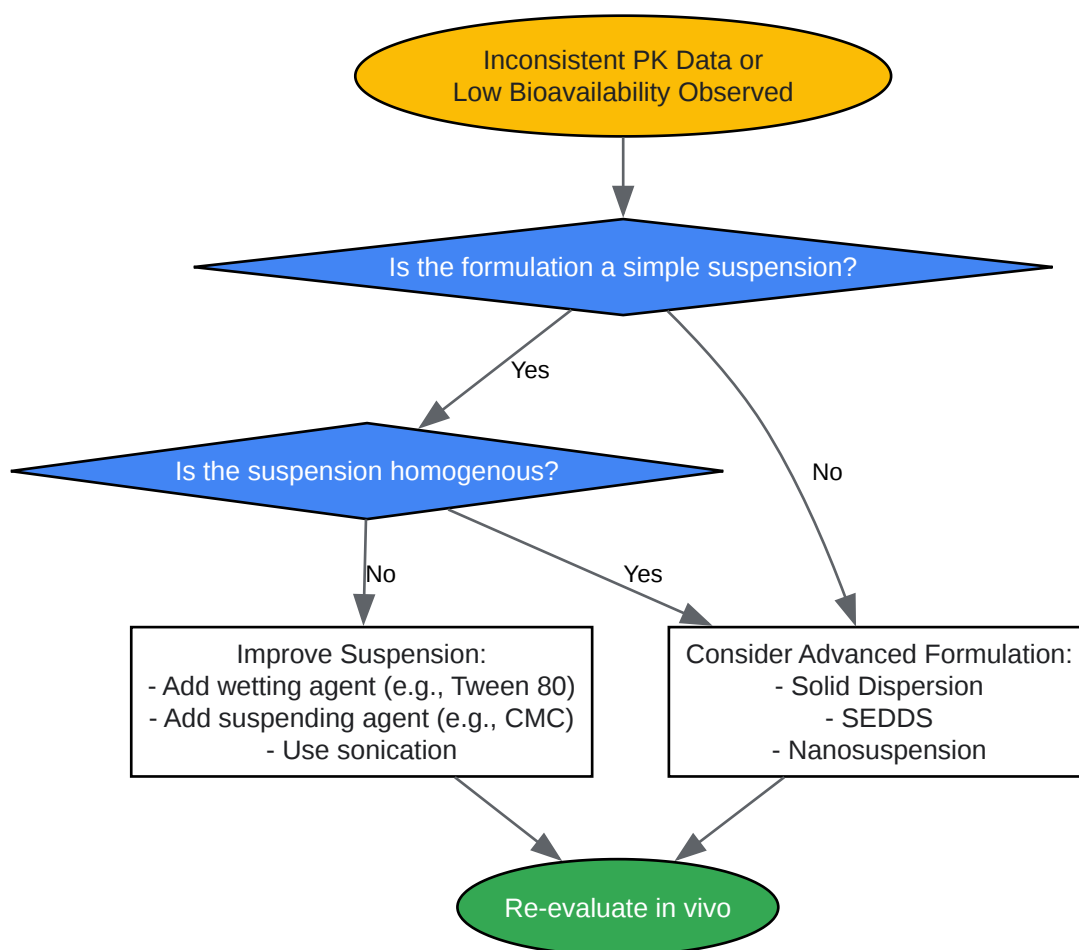 Inconsistent PK Data or
Low Bioavailability Observed
Is the formulation a simple suspension?
Yes
Is the suspension homogenous?
No
No
Yes
Improve Suspension:
- Add wetting agent (e.g., Tween 80)
- Add suspending agent (e.g., CMC)
- Use sonication
Consider Advanced Formulation:
- Solid Dispersion
- SEDDS
- Nanosuspension
Re-evaluate in vivo